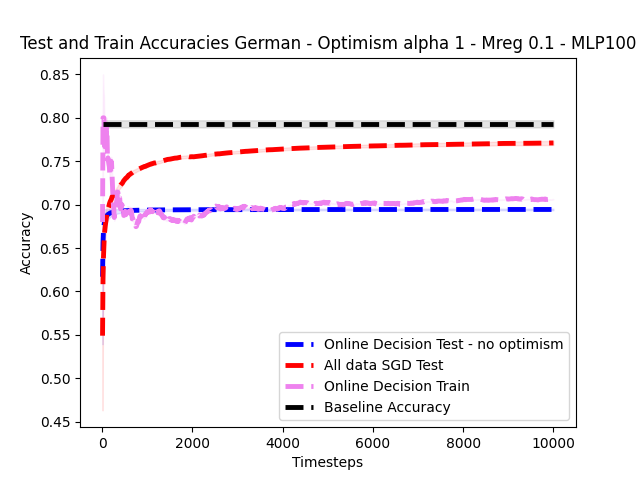 Test and Train Accuracies German - Optimism alpha 1 - Mreg 0.1 - MLP100
0.85
0.80
0.75
0.70
0.65
0.60
0.55
0.50
0.45
Accuracy
Online Decision Test - no optimism
All data SGD Test
Online Decision Train
Baseline Accuracy
0
2000
4000
6000
8000
10000
Timesteps